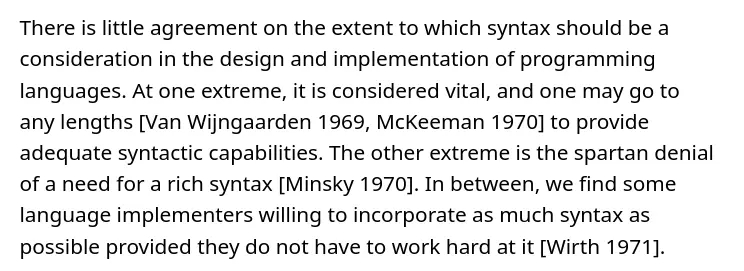 There is little agreement on the extent to which syntax should be a
consideration in the design and implementation of programming
languages. At one extreme, it is considered vital, and one may go to
any lengths [Van Wijngaarden 1969, McKeeman 1970] to provide
adequate syntactic capabilities. The other extreme is the spartan denial
of a need for a rich syntax [Minsky 1970]. In between, we find some
language implementers willing to incorporate as much syntax as
possible provided they do not have to work hard at it [Wirth 1971].